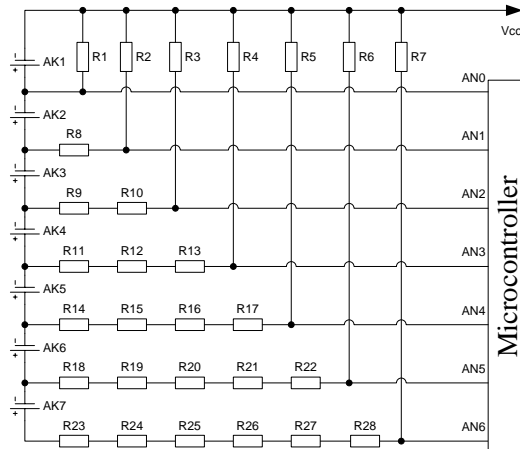 Vcc
AK1
R1 R2 R3 R4 R5 R6 R7
AN0
AK2
R8
AN1
AK3
R9 R10
AN2
AK4
R11 R12 R13
AN3
AK5
R14 R15 R16 R17
AN4
AK6
R18 R19 R20 R21 R22
AN5
AK7
R23 R24 R25 R26 R27 R28
AN6
Microcontroller